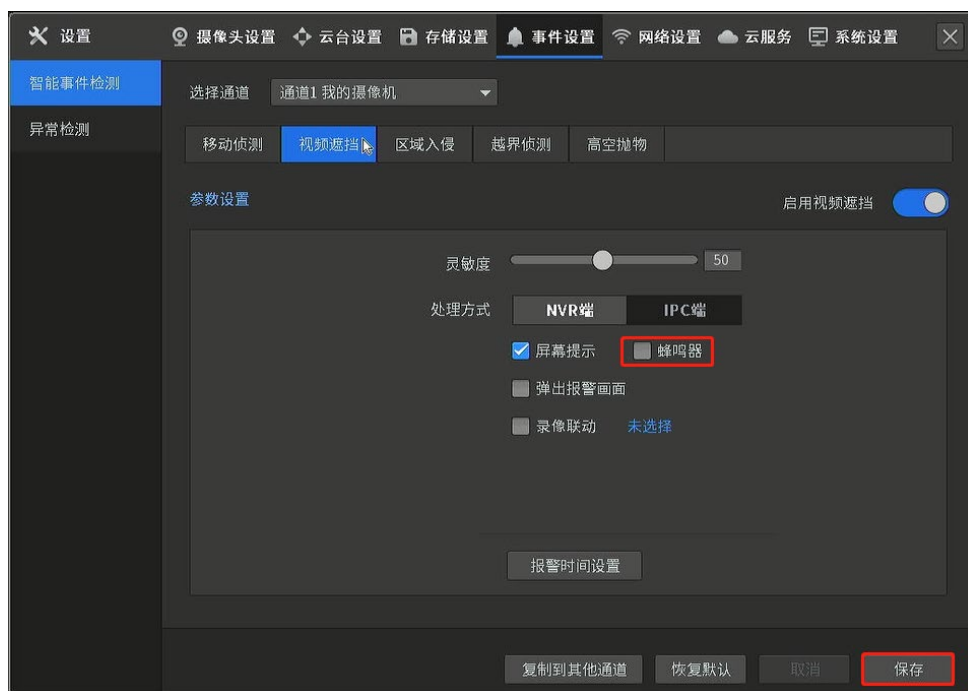 设置 摄像头设置 云台设置 存储设置 事件设置 网络设置 云服务 系统设置
智能事件检测
异常检测
选择通道 通道1 我的摄像机
移动侦测 视频遮挡 区域入侵 越界侦测 高空抛物
参数设置 启用视频遮挡
灵敏度 50
处理方式 NVR端 IPC端
屏幕提示 蜂鸣器
弹出报警画面
录像联动 未选择
报警时间设置
复制到其他通道 恢复默认 取消 保存